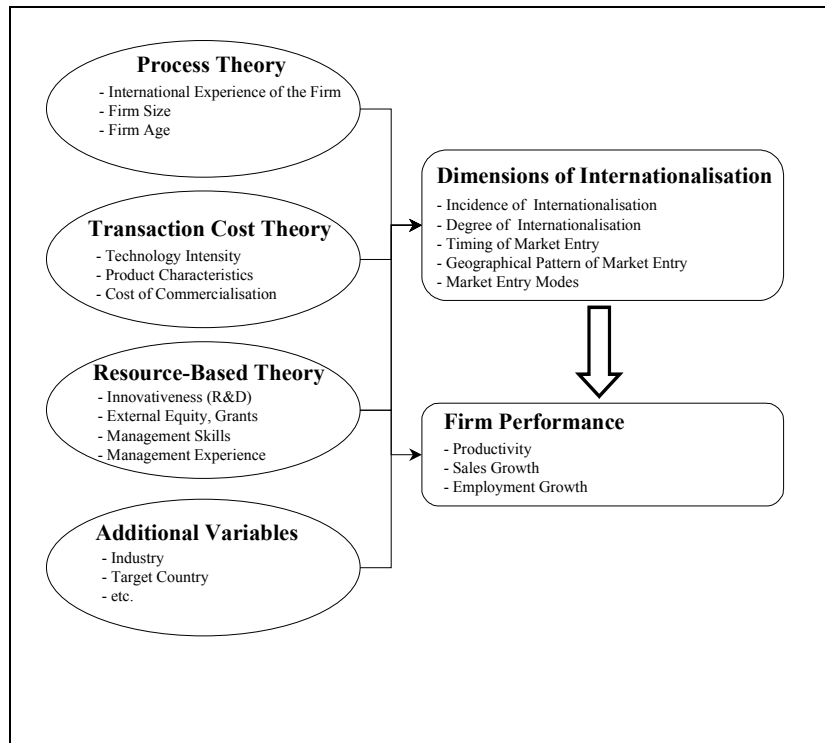 Process Theory
- International Experience of the Firm
- Firm Size
- Firm Age
Transaction Cost Theory
- Technology Intensity
- Product Characteristics
- Cost of Commercialisation
Resource-Based Theory
- Innovativeness (R&D)
- External Equity, Grants
- Management Skills
- Management Experience
Additional Variables
- Industry
- Target Country
- etc.
Dimensions of Internationalisation
- Incidence of Internationalisation
- Degree of Internationalisation
- Timing of Market Entry
- Geographical Pattern of Market Entry
- Market Entry Modes
Firm Performance
- Productivity
- Sales Growth
- Employment Growth